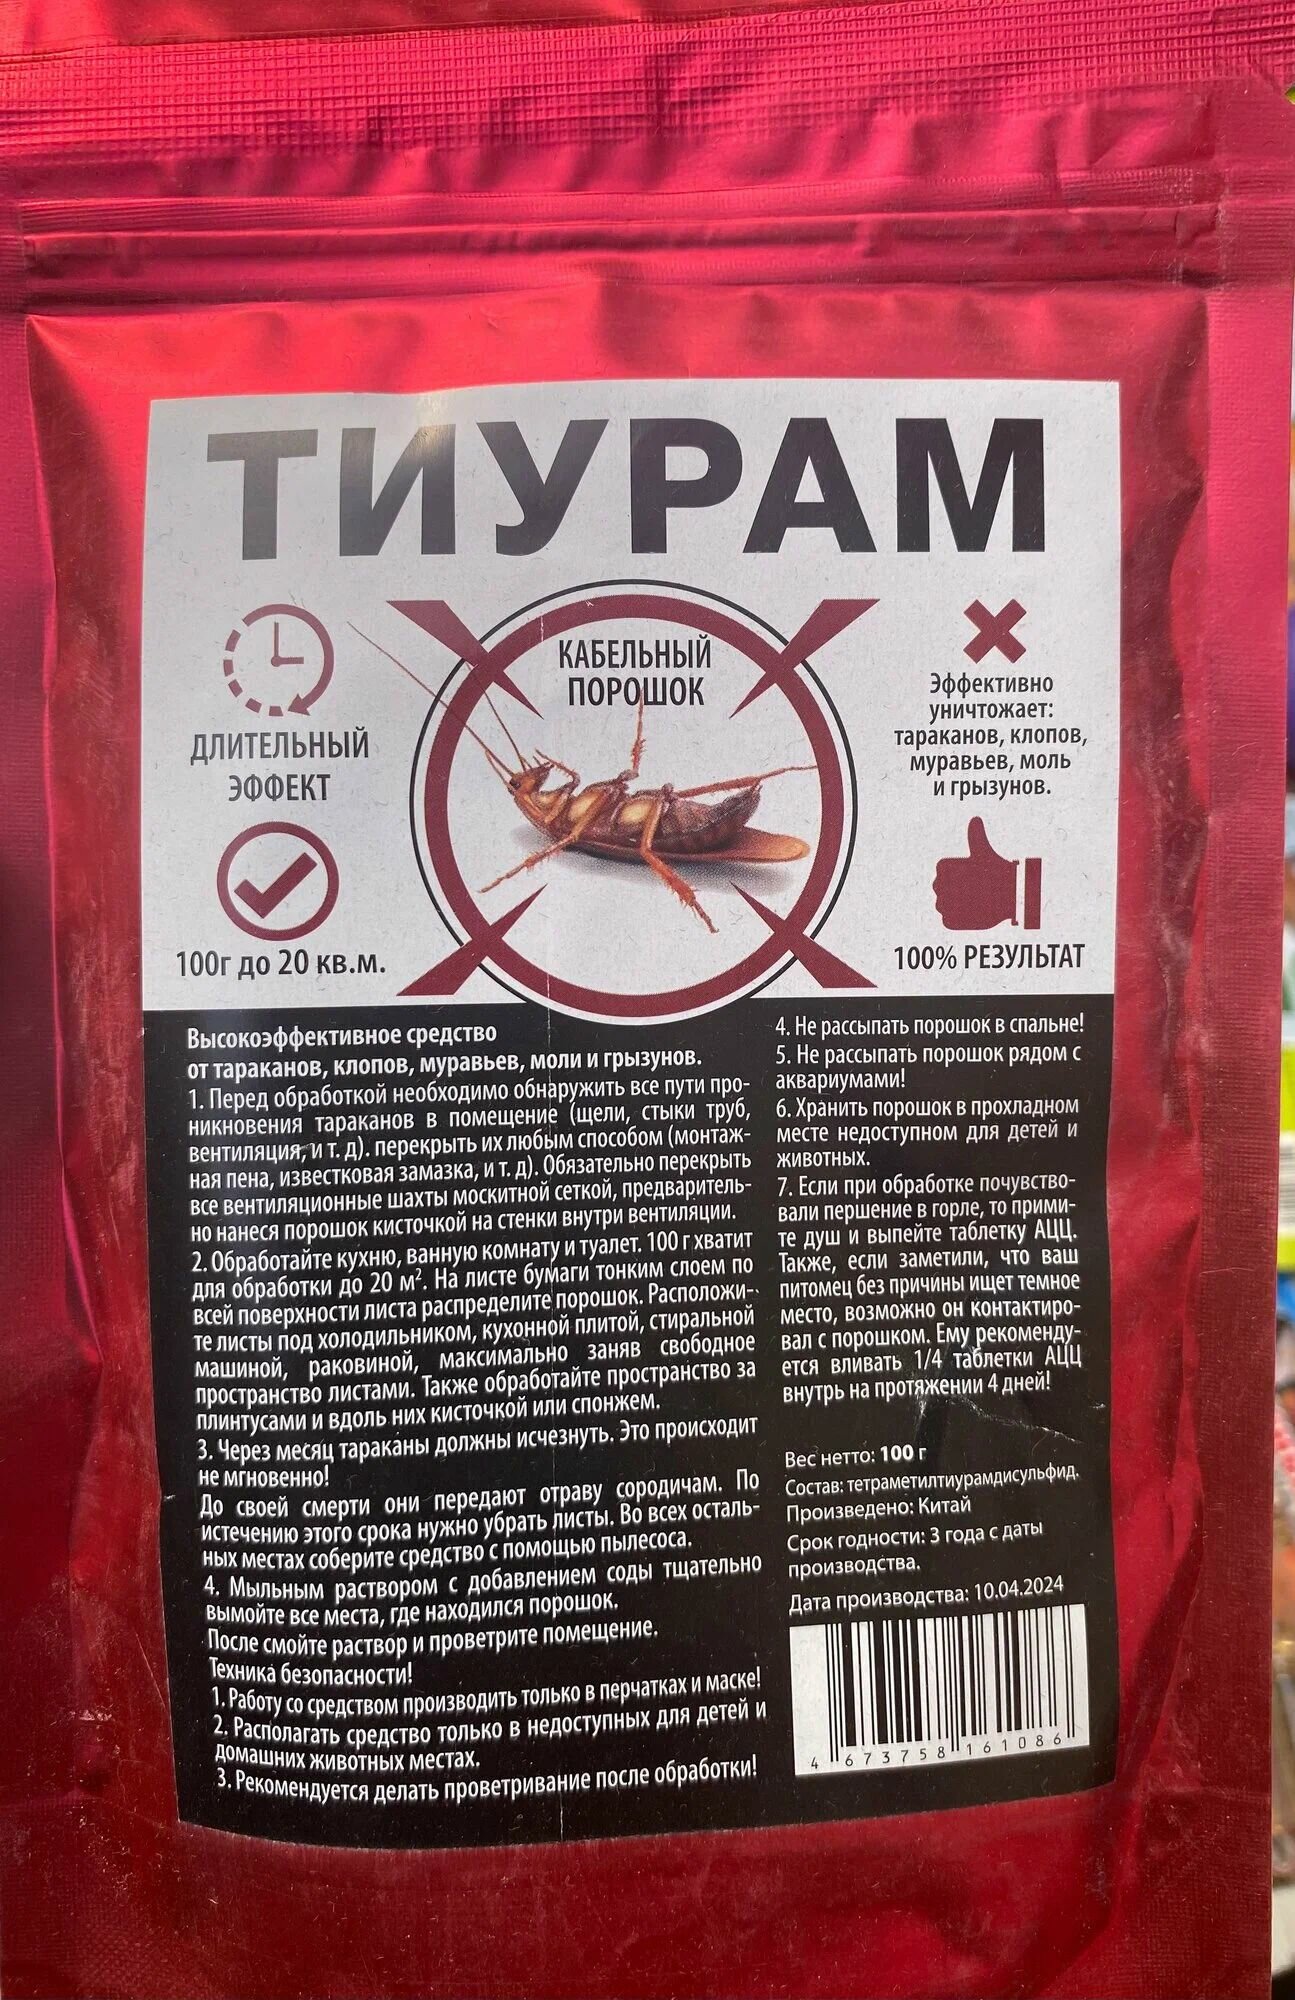 ТИУРАМ
КАБЕЛЬНЫЙ
ПОРОШОК
ДЛИТЕЛЬНЫЙ
ЭФФЕКТ
100г до 20 кв.м.
Эффективно
уничтожает:
тараканов, клопов,
муравьев, моль
и грызунов.
100% РЕЗУЛЬТАТ
Высокоэффективное средство
от тараканов, клопов, муравьев, моли и грызунов.
1. Перед обработкой необходимо обнаружить все пути про-
никновения тараканов в помещение (щели, стыки труб,
вентиляция, и т. д). перекрыть их любым способом (монтаж-
ная пена, известковая замазка, и т. д). Обязательно перекрыть
все вентиляционные шахты москитной сеткой, предваритель-
но нанеся порошок кисточкой на стенки внутри вентиляции.
2. Обработайте кухню, ванную комнату и туалет. 100 г хватит
для обработки до 20 м². На листе бумаги тонким слоем по
всей поверхности листа распределите порошок. Расположи-
те листы под холодильником, кухонной плитой, стиральной
машиной, раковиной, максимально заняв свободное
пространство листами. Также обработайте пространство за
плинтусами и вдоль них кисточкой или спонжем.
3. Через месяц тараканы должны исчезнуть. Это происходит
не мгновенно!
До своей смерти они передают отраву сородичам. По
истечению этого срока нужно убрать листы. Во всех осталь-
ных местах соберите средство с помощью пылесоса.
4. Мыльным раствором с добавлением соды тщательно
вымойте все места, где находился порошок.
После смойте раствор и проветрите помещение.
Техника безопасности!
1. Работу со средством производить только в перчатках и маске!
2. Располагать средство только в недоступных для детей и
домашних животных местах.
3. Рекомендуется делать проветривание после обработки!
4. Не рассыпать порошок в спальне!
5. Не рассыпать порошок рядом с
аквариумами!
6. Хранить порошок в прохладном
месте недоступном для детей и
животных.
7. Если при обработке почувство-
вали першение в горле, то прими-
те душ и выпейте таблетку АЦЦ.
Также, если заметили, что ваш
питомец без причины ищет темное
место, возможно он контактиро-
вал с порошком. Ему рекоменду-
ется вливать 1/4 таблетки АЦЦ
внутрь на протяжении 4 дней!
Вес нетто: 100 г
Состав: тетраметилтиурамдисульфид.
Произведено: Китай
Срок годности: 3 года с даты
производства.
Дата производства: 10.04.2024
4 673758 161086